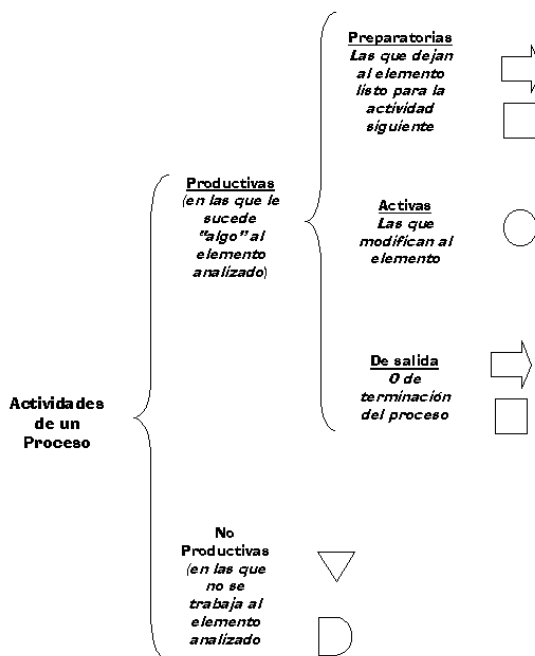 Actividades
de un
Proceso
Productivas
(en las que le
sucede
"algo" al
elemento
analizado)
Preparatorias
Las que dejan
al elemento
listo para la
actividad
siguiente
Activas
Las que
modifican al
elemento
De salida
O de
terminación
del proceso
No
Productivas
(en las que
no se
trabaja al
elemento
analizado